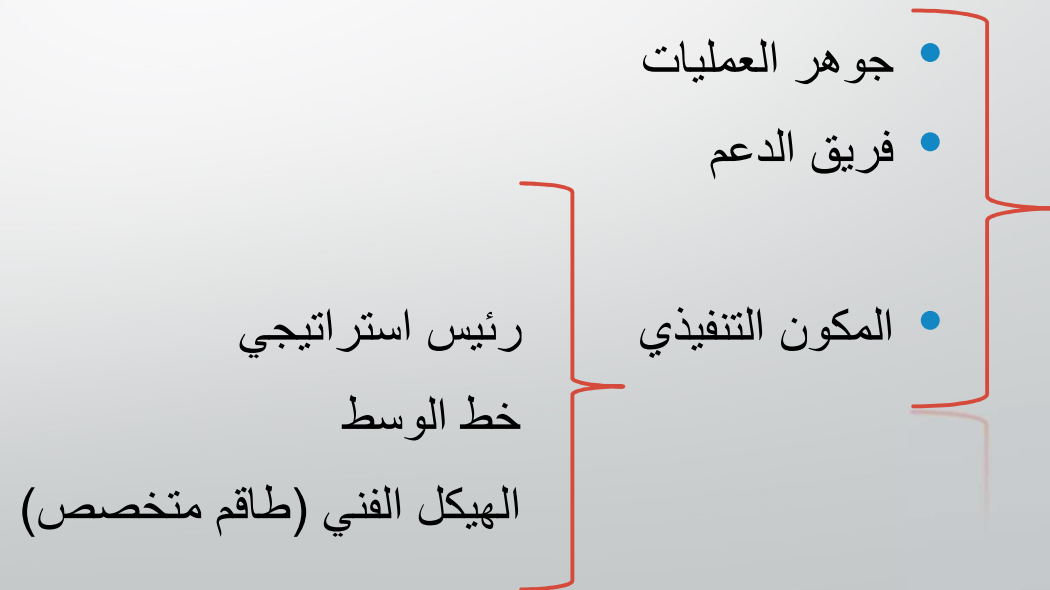 جوهر العمليات
فريق الدعم
المكون التنفيذي
رئيس استراتيجي
خط الوسط
الهيكل الفني (طاقم متخصص)